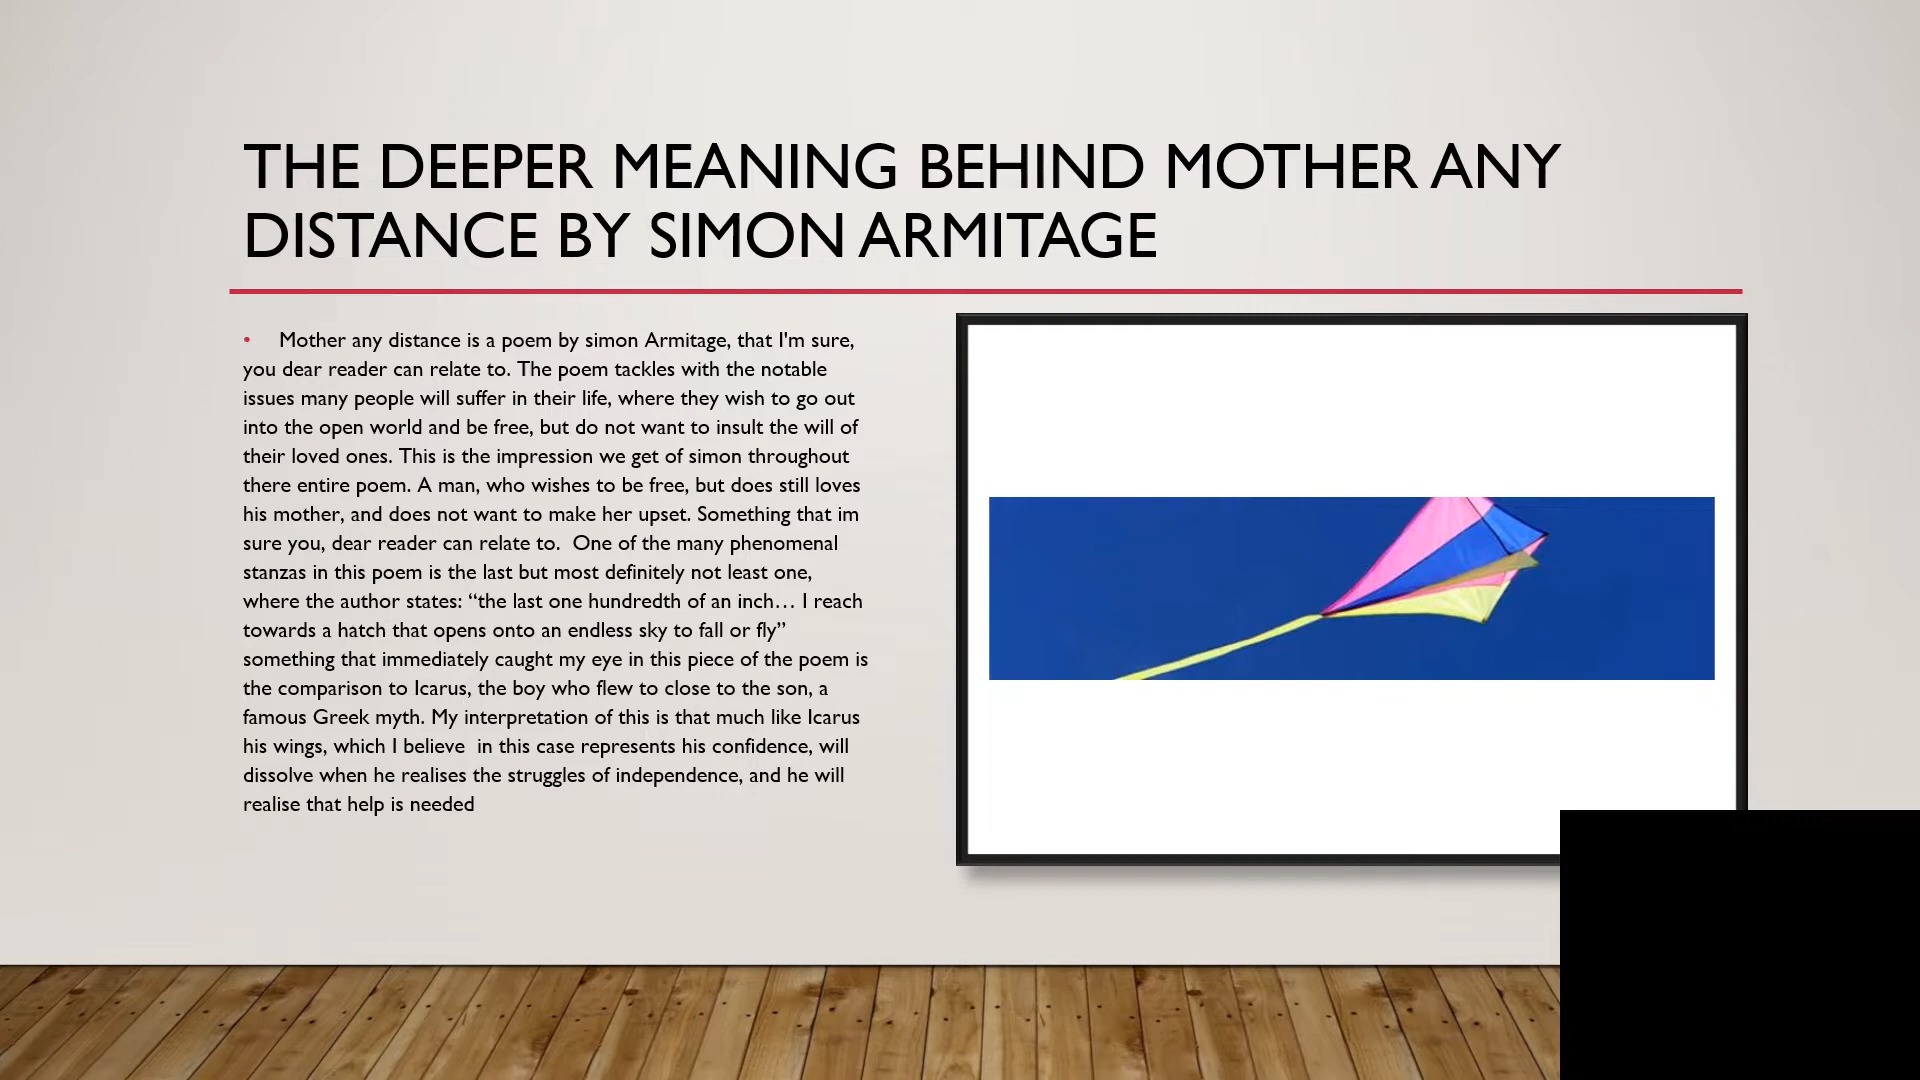 THE DEEPER MEANING BEHIND MOTHER ANY
DISTANCE BY SIMON ARMITAGE
• Mother any distance is a poem by simon Armitage, that I'm sure,
you dear reader can relate to. The poem tackles with the notable
issues many people will suffer in their life, where they wish to go out
into the open world and be free, but do not want to insult the will of
their loved ones. This is the impression we get of simon throughout
there entire poem. A man, who wishes to be free, but does still loves
his mother, and does not want to make her upset. Something that im
sure you, dear reader can relate to.  One of the many phenomenal
stanzas in this poem is the last but most definitely not least one,
where the author states: “the last one hundredth of an inch… I reach
towards a hatch that opens onto an endless sky to fall or fly”
something that immediately caught my eye in this piece of the poem is
the comparison to Icarus, the boy who flew to close to the son, a
famous Greek myth. My interpretation of this is that much like Icarus
his wings, which I believe  in this case represents his confidence, will
dissolve when he realises the struggles of independence, and he will
realise that help is needed